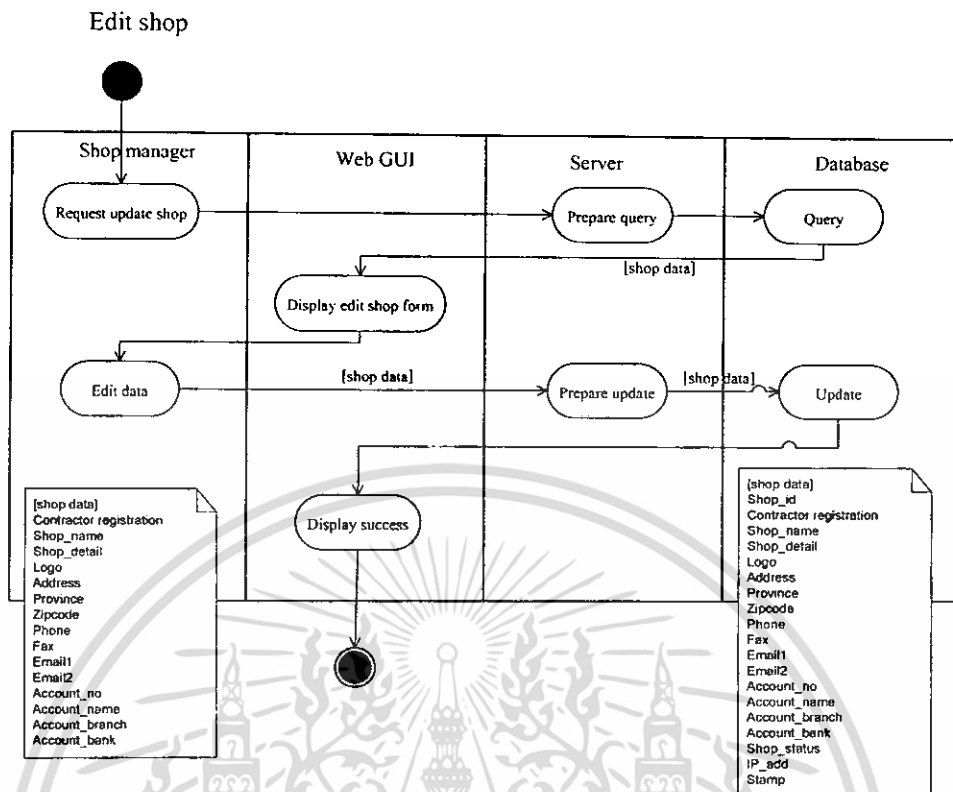 Edit shop
Shop manager
Web GUI
Server
Database
Request update shop
Prepare query
Query
[shop data]
Display edit shop form
Edit data
[shop data]
Prepare update
[shop data]
Update
Display success
[shop data]
Contractor registration
Shop_name
Shop_detail
Logo
Address
Province
Zipcode
Phone
Fax
Email1
Email2
Account_no
Account_name
Account_branch
Account_bank
[shop data]
Shop_id
Contractor registration
Shop_name
Shop_detail
Logo
Address
Province
Zipcode
Phone
Fax
Email1
Email2
Account_no
Account_name
Account_branch
Account_bank
Shop_status
IP_add
Stamp